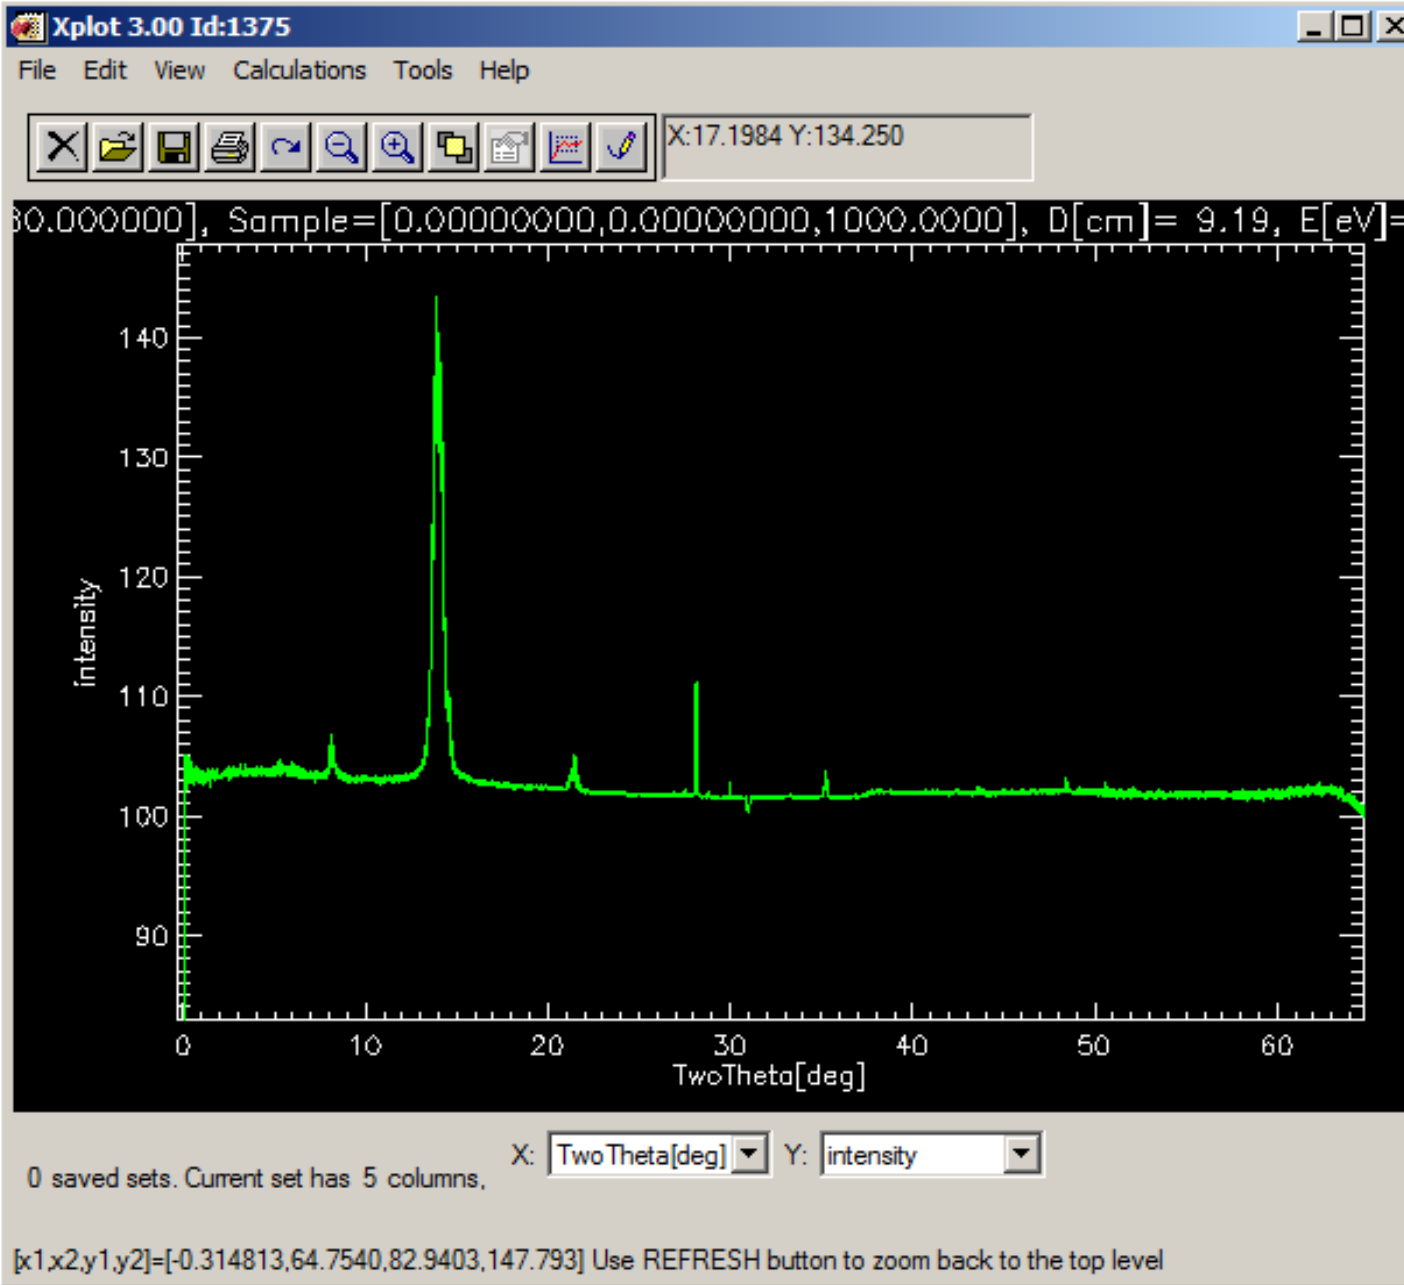 Xplot 3.00 Id:1375
File Edit View Calculations Tools Help
X:17.1984 Y:134.250
80.000000], Sample=[0.00000000,0.00000000,1000.0000], D[cm]= 9.19, E[eV]=
140
130
120
110
100
90
intensity
0 10 20 30 40 50 60
TwoTheta[deg]
X: TwoTheta[deg] Y: intensity
0 saved sets. Current set has 5 columns,
[x1,x2,y1,y2]=[-0.314813,64.7540,82.9403,147.793] Use REFRESH button to zoom back to the top level